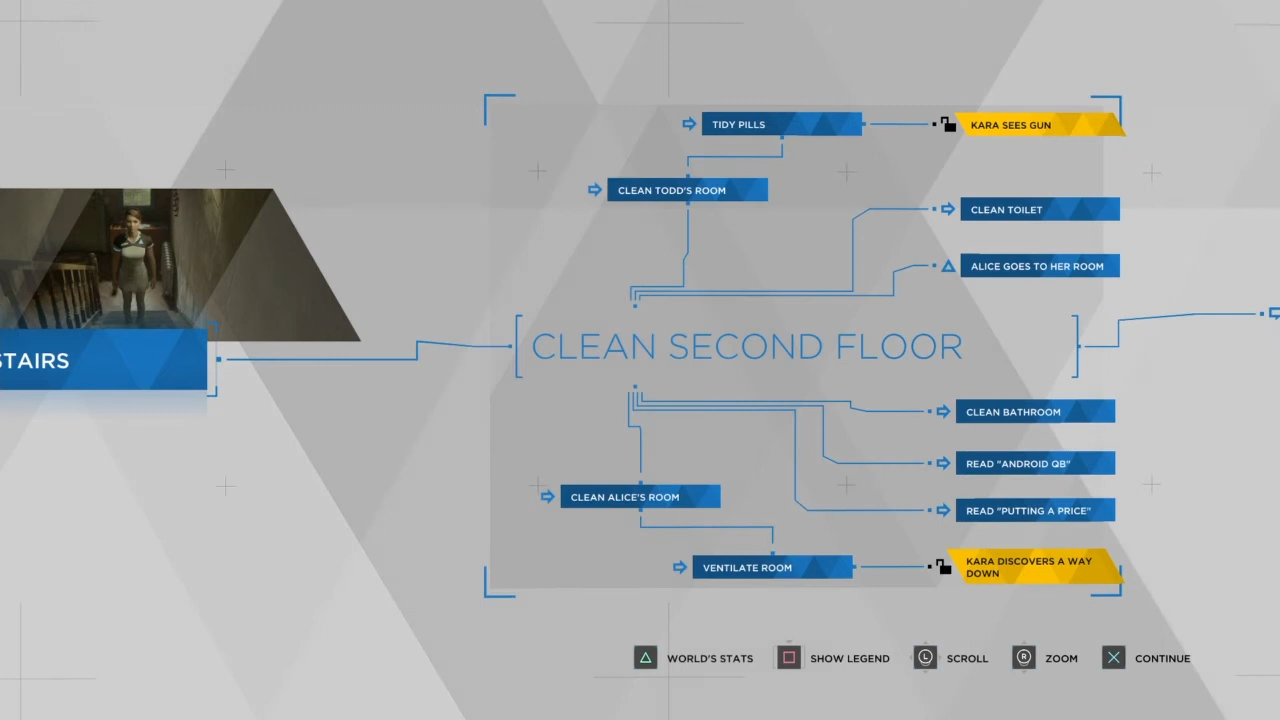 TIDY PILLS
KARA SEES GUN
CLEAN TODD'S ROOM
CLEAN TOILET
ALICE GOES TO HER ROOM
STAIRS
CLEAN SECOND FLOOR
CLEAN BATHROOM
READ "ANDROID QB"
CLEAN ALICE'S ROOM
READ "PUTTING A PRICE"
VENTILATE ROOM
KARA DISCOVERS A WAY
DOWN
WORLD'S STATS
SHOW LEGEND
L
SCROLL
R
ZOOM
CONTINUE